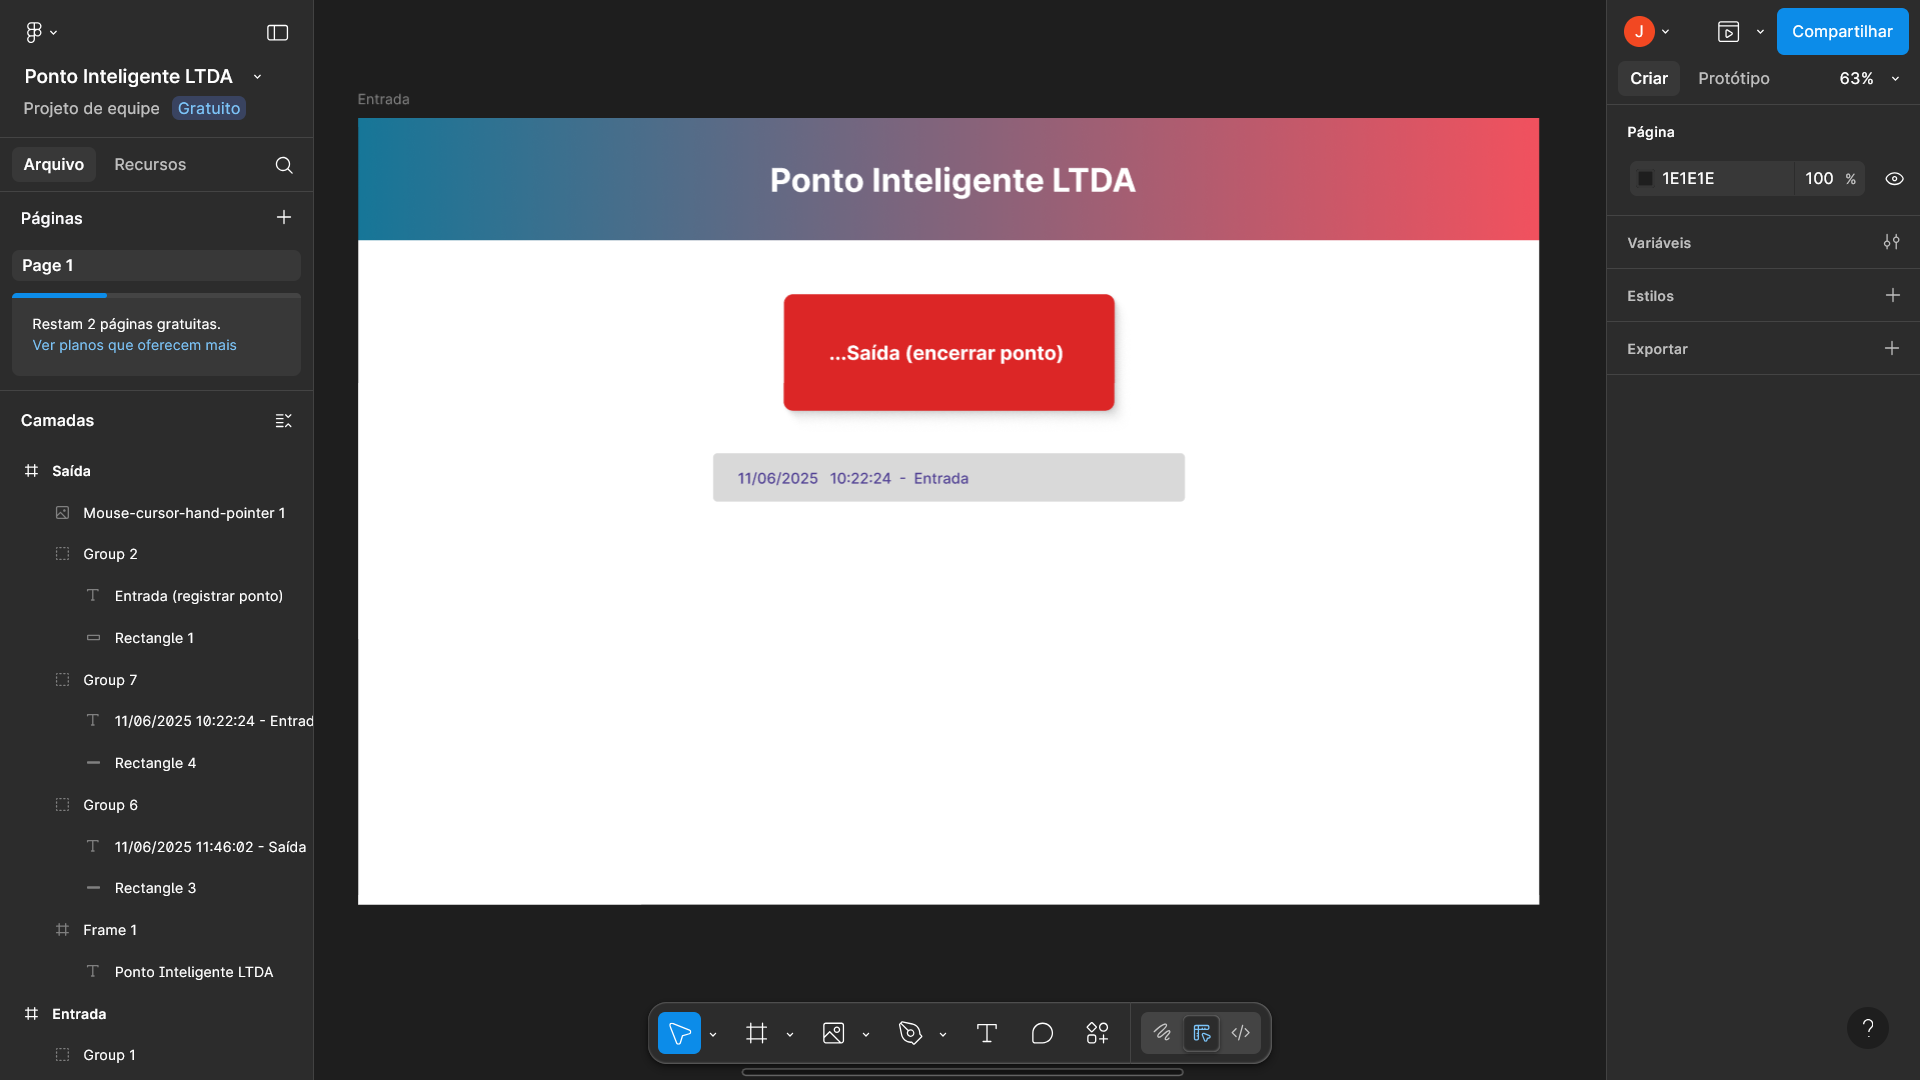 Ponto Inteligente LTDA
Projeto de equipe Gratuito
Arquivo Recursos
Páginas
Page 1
Restam 2 páginas gratuitas.
Ver planos que oferecem mais
Camadas
Saída
Mouse-cursor-hand-pointer 1
Group 2
Entrada (registrar ponto)
Rectangle 1
Group 7
11/06/2025 10:22:24 - Entrad
Rectangle 4
Group 6
11/06/2025 11:46:02 - Saída
Rectangle 3
Frame 1
Ponto Inteligente LTDA
Entrada
Group 1
Entrada
Ponto Inteligente LTDA
...Saída (encerrar ponto)
11/06/2025 10:22:24 - Entrada
J
Compartilhar
Criar Protótipo 63%
Página
1E1E1E 100 %
Variáveis
Estilos
Exportar
?